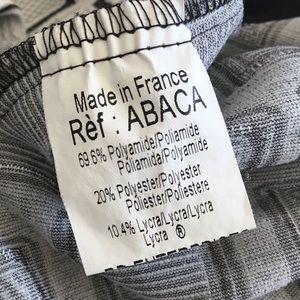 Made in France
Rèf : ABACA
69.6% Polyamide/Poliamide
Poliamida/Polyamide
20% Polyester/Polyester
Poliester/Poliestere
10.4% Lycra/Lycra/Lycra
Lycra ®